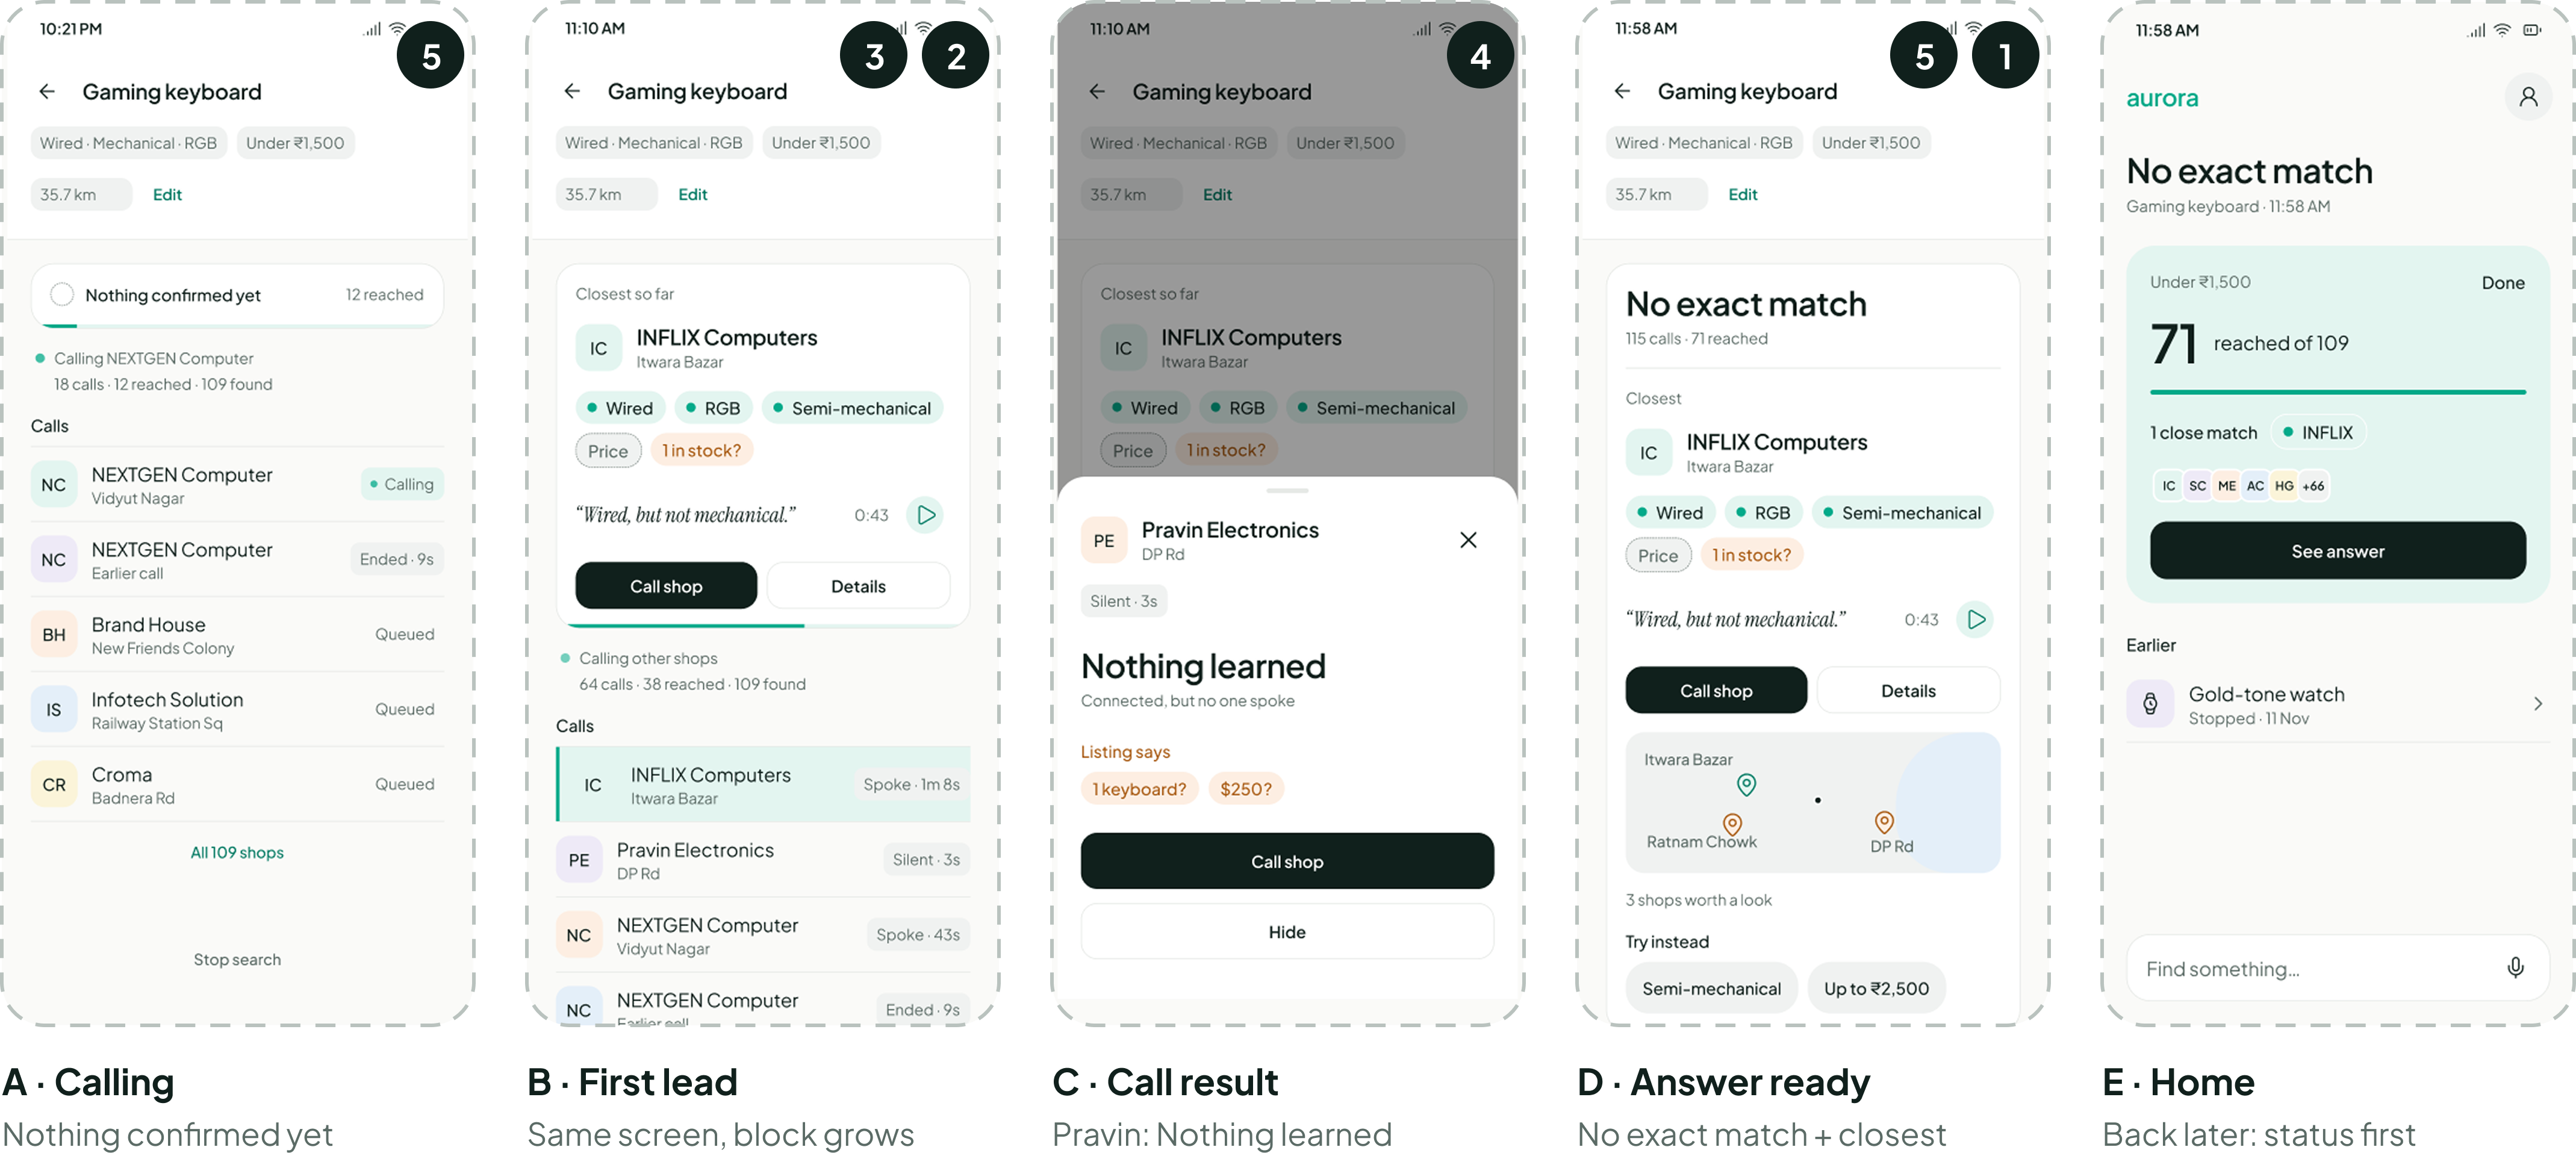 10:21 PM
5
Gaming keyboard
Wired · Mechanical · RGB
Under ₹1,500
35.7 km
Edit
Nothing confirmed yet
12 reached
Calling NEXTGEN Computer
18 calls · 12 reached · 109 found
Calls
NC
NEXTGEN Computer
Vidyut Nagar
Calling
NC
NEXTGEN Computer
Earlier call
Ended · 9s
BH
Brand House
New Friends Colony
Queued
IS
Infotech Solution
Railway Station Sq
Queued
CR
Croma
Badnera Rd
Queued
All 109 shops
Stop search
A · Calling
Nothing confirmed yet
11:10 AM
3
2
Gaming keyboard
Wired · Mechanical · RGB
Under ₹1,500
35.7 km
Edit
Closest so far
IC
INFLIX Computers
Itwara Bazar
Wired
RGB
Semi-mechanical
Price
1 in stock?
“Wired, but not mechanical.”
0:43
Call shop
Details
Calling other shops
64 calls · 38 reached · 109 found
Calls
IC
INFLIX Computers
Itwara Bazar
Spoke · 1m 8s
PE
Pravin Electronics
DP Rd
Silent · 3s
NC
NEXTGEN Computer
Vidyut Nagar
Spoke · 43s
NC
NEXTGEN Computer
Earlier call
Ended · 9s
B · First lead
Same screen, block grows
11:10 AM
4
Gaming keyboard
Wired · Mechanical · RGB
Under ₹1,500
35.7 km
Edit
Closest so far
IC
INFLIX Computers
Itwara Bazar
Wired
RGB
Semi-mechanical
Price
1 in stock?
PE
Pravin Electronics
DP Rd
Silent · 3s
Nothing learned
Connected, but no one spoke
Listing says
1 keyboard?
$250?
Call shop
Hide
C · Call result
Pravin: Nothing learned
11:58 AM
5
1
Gaming keyboard
Wired · Mechanical · RGB
Under ₹1,500
35.7 km
Edit
No exact match
115 calls · 71 reached
Closest
IC
INFLIX Computers
Itwara Bazar
Wired
RGB
Semi-mechanical
Price
1 in stock?
“Wired, but not mechanical.”
0:43
Call shop
Details
Itwara Bazar
Ratnam Chowk
DP Rd
3 shops worth a look
Try instead
Semi-mechanical
Up to ₹2,500
D · Answer ready
No exact match + closest
11:58 AM
aurora
No exact match
Gaming keyboard · 11:58 AM
Under ₹1,500
Done
71 reached of 109
1 close match
INFLIX
IC
SC
ME
AC
HG
+66
See answer
Earlier
Gold-tone watch
Stopped · 11 Nov
Find something...
E · Home
Back later: status first